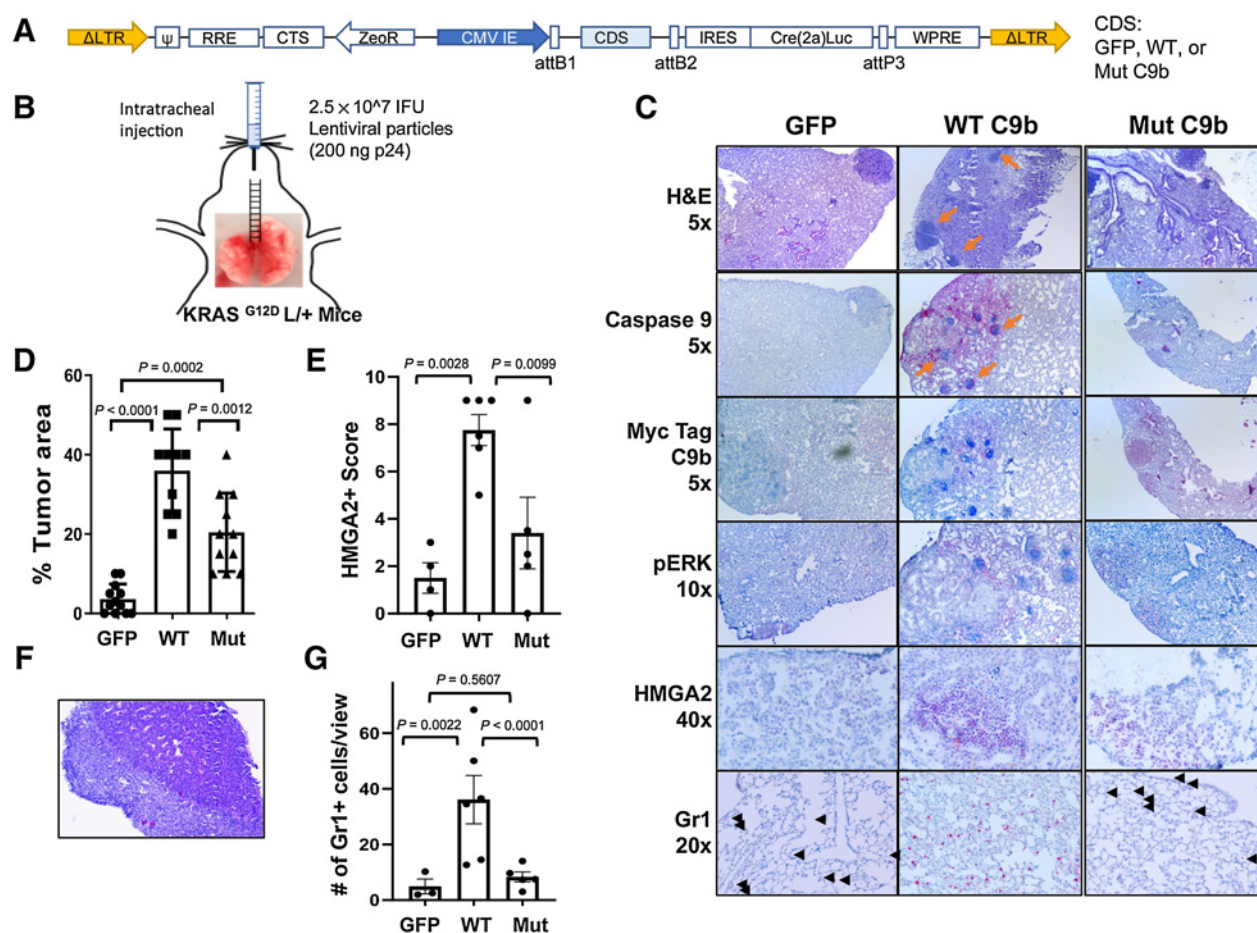 A
ΔLTR ψ RRE CTS ZeoR CMV IE CDS IRES Cre(2a)Luc WPRE ΔLTR
attB1 attB2 attP3
CDS:
GFP, WT, or
Mut C9b
B
Intratracheal
injection
2.5 × 10^7 IFU
Lentiviral particles
(200 ng p24)
KRAS G12D L/+ Mice
C
GFP WT C9b Mut C9b
H&E
5x
Caspase 9
5x
Myc Tag
C9b
5x
pERK
10x
HMGA2
40x
Gr1
20x
D
P = 0.0002
P < 0.0001 P = 0.0012
% Tumor area
60
40
20
0
GFP WT Mut
E
P = 0.0028 P = 0.0099
HMGA2+ Score
10
8
6
4
2
0
GFP WT Mut
F
G
P = 0.5607
P = 0.0022 P < 0.0001
# of Gr1+ cells/view
60
40
20
0
GFP WT Mut